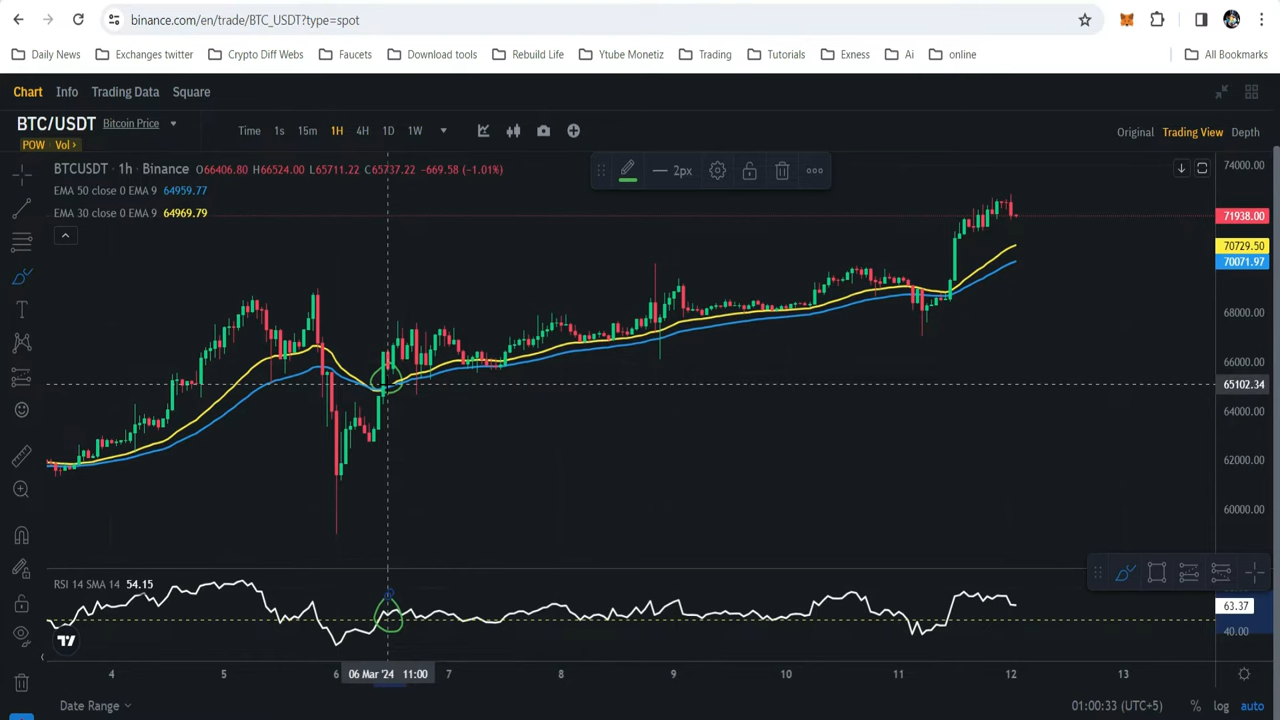 binance.com/en/trade/BTC_USDT?type=spot
Daily News Exchanges twitter Crypto Diff Webs Faucets Download tools Rebuild Life Ytube Monetiz Trading Tutorials Exness Ai online All Bookmarks
Chart Info Trading Data Square
BTC/USDT Bitcoin Price
POW Vol >
Time 1s 15m 1H 4H 1D 1W
Original Trading View Depth
BTCUSDT · 1h · Binance O66406.80 H66524.00 L65711.22 C65737.22 -669.58 (-1.01%)
2px
EMA 50 close 0 EMA 9 64959.77
EMA 30 close 0 EMA 9 64969.79
74000.00
71938.00
70729.50
70071.97
68000.00
66000.00
65102.34
64000.00
62000.00
60000.00
RSI 14 SMA 14 54.15
63.37
40.00
4 5 6 06 Mar '24 11:00 7 8 9 10 11 12 13
Date Range 01:00:33 (UTC+5) % log auto